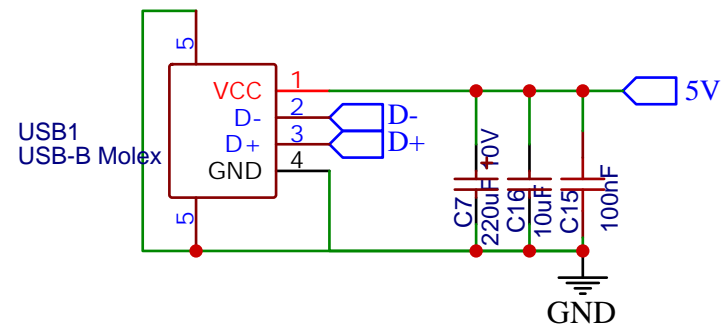 5
VCC 1
D- 2 D-
D+ 3 D+
GND 4
5V
USB1
USB-B Molex
5
C7
220uF 10V
+
C16
10uF
C15
100nF
GND